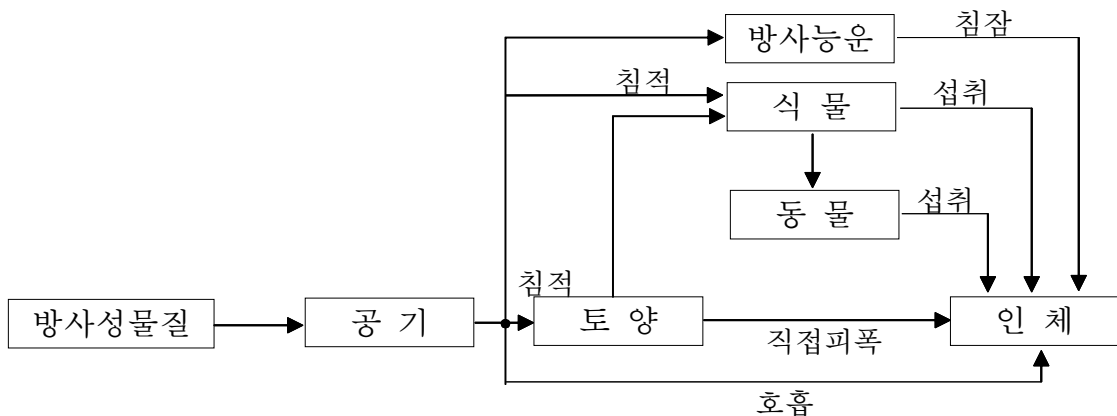 방사능운
침잠
침적
식 물
섭취
동 물
섭취
침적
방사성물질
공 기
토 양
인 체
직접피폭
호흡